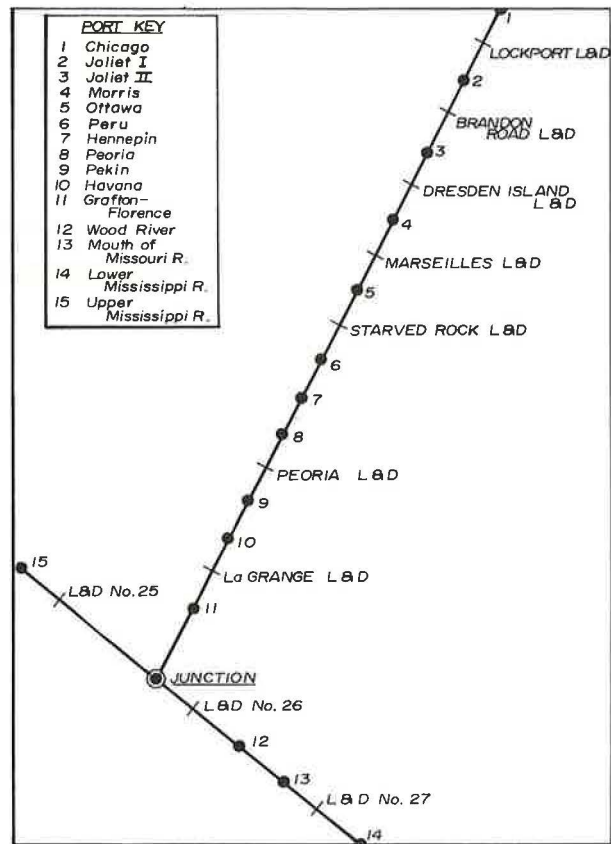 PORT KEY
1 Chicago
2 Joliet I
3 Joliet III
4 Morris
5 Ottawa
6 Peru
7 Hennepin
8 Peoria
9 Pekin
10 Havana
11 Grafton-
Florence
12 Wood River
13 Mouth of
Missouri R.
14 Lower
Mississippi R.
15 Upper
Mississippi R.
1
LOCKPORT L&D
2
BRANDON
ROAD L&D
3
DRESDEN ISLAND
L&D
4
MARSEILLES L&D
5
STARVED ROCK L&D
6
7
8
PEORIA L&D
9
10
LaGRANGE L&D
11
15
L&D No.25
JUNCTION
L&D No.26
12
13
L&D No.27
14